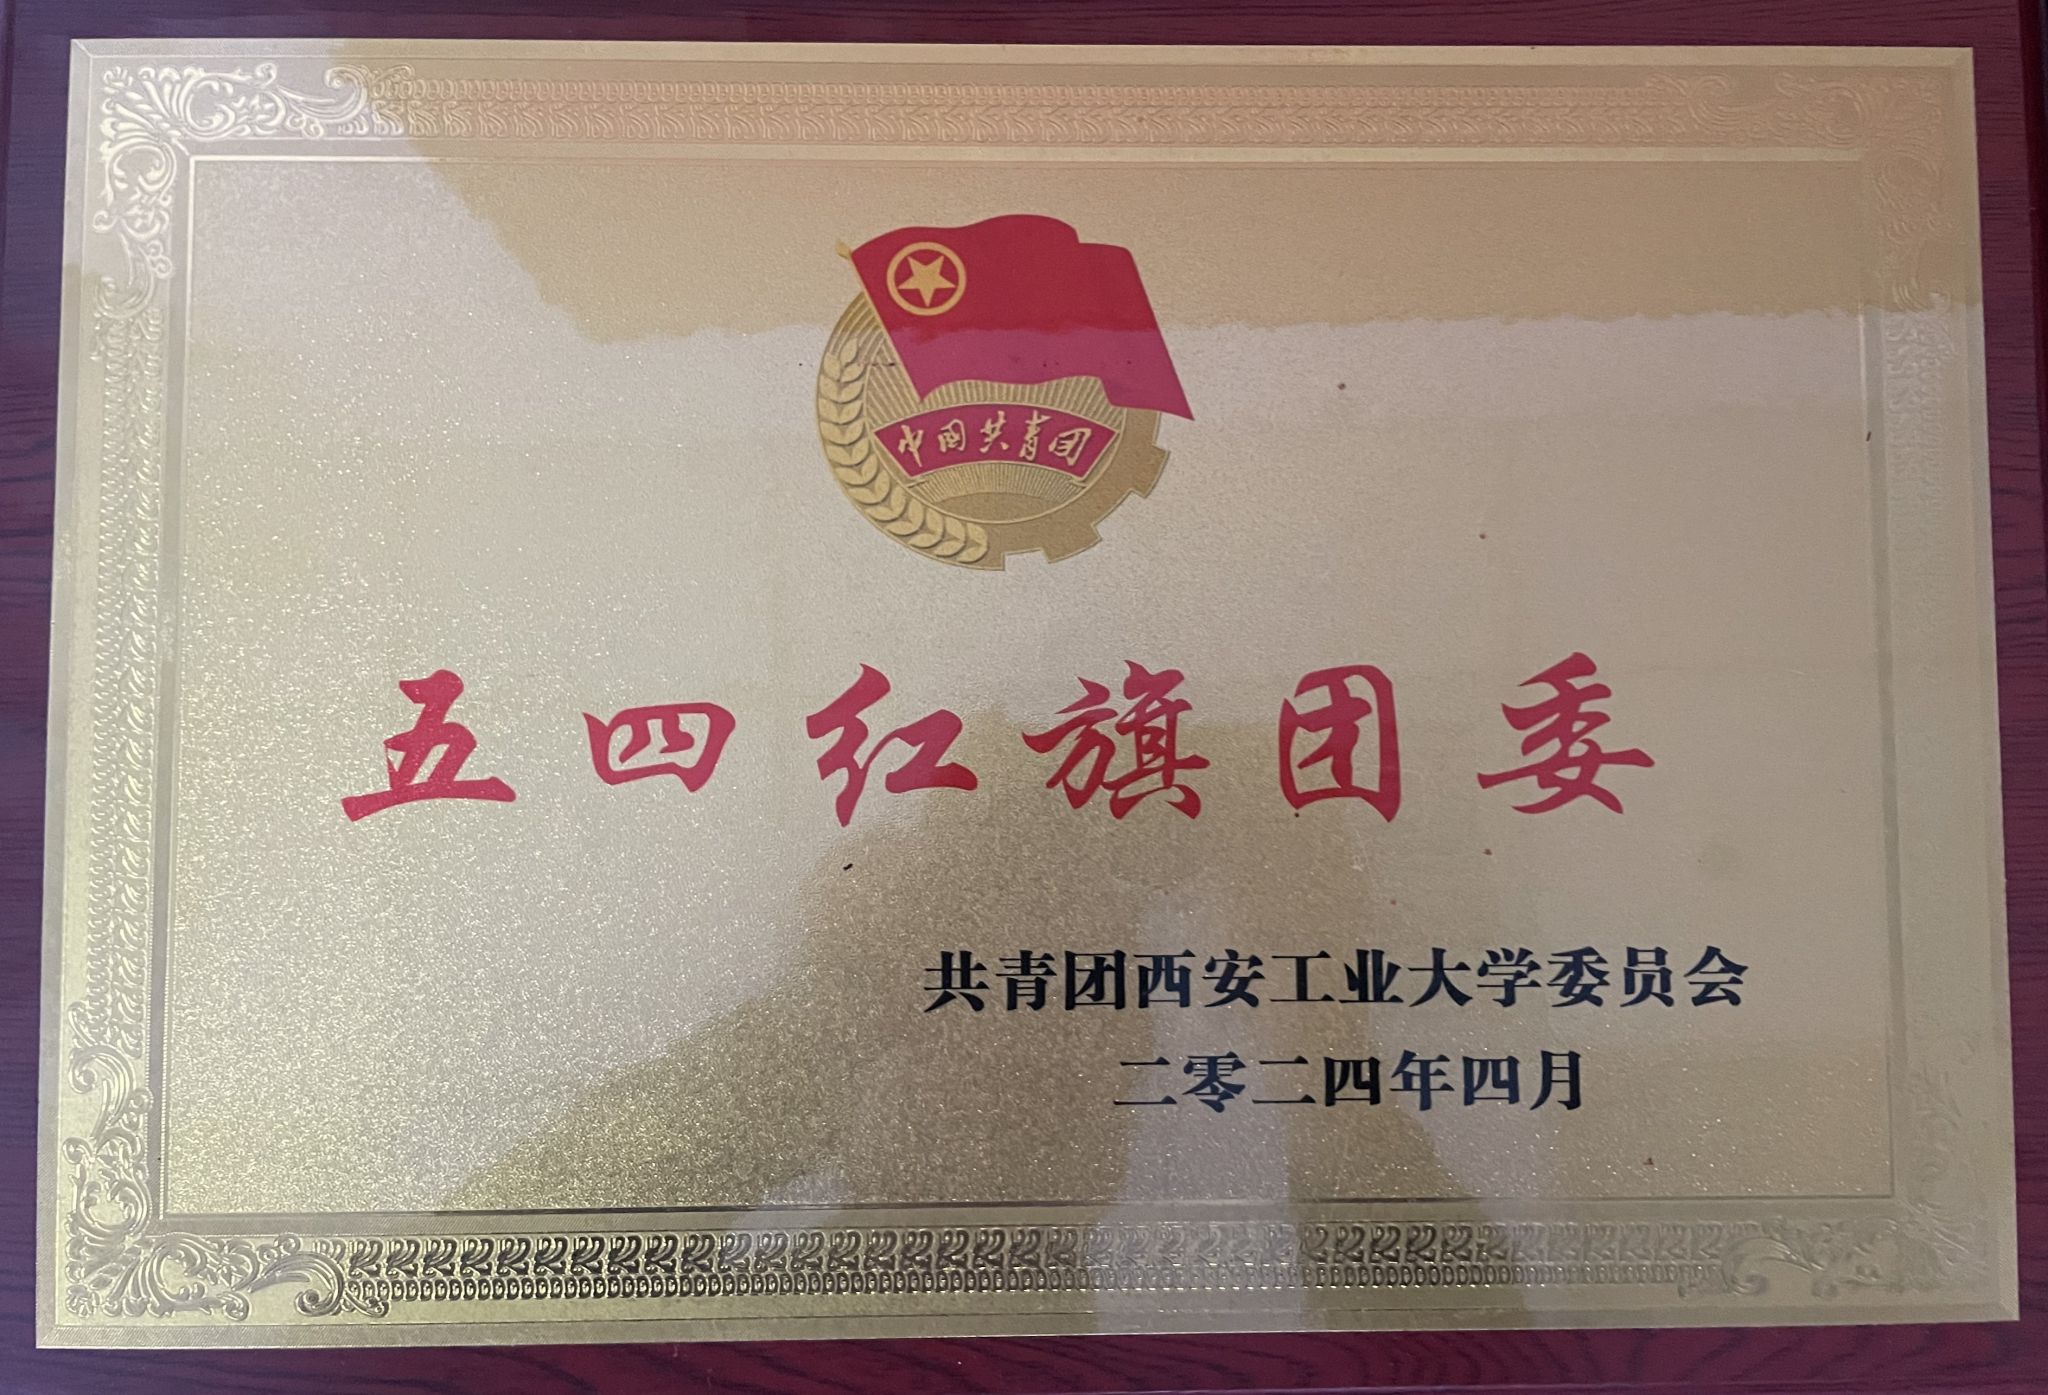 中国共青团
五四红旗团委
共青团西安工业大学委员会
二零二四年四月